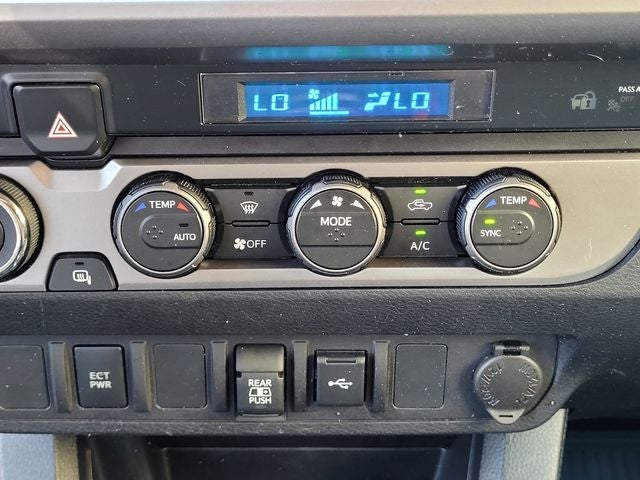 LO LO
PASS A
OFF
TEMP
AUTO
OFF
MODE
A/C
TEMP
SYNC
ECT
PWR
REAR
PUSH